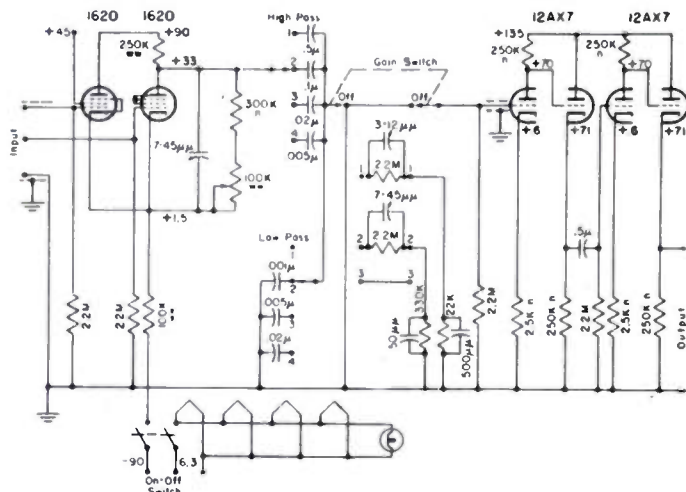 1620 1620
High Pass
12AX7 12AX7
+45
250K
+90
1
.5μ
+33
2
.1μ
3
.02μ
4
.005μ
Gain Switch
Off Off
+135
250K
n
+70
250K
n
+70
+6
+71
+6
+71
Input
7-45μμ
300K
n
100K
+1.5
3-12μμ
2.2M
1 1
7-45μμ
2.2M
2 2
3 3
Low Pass
1
.001μ
2
.005μ
3
.02μ
4
.5μ
2.2M
2.2M
100K
330K
22K
50μμ
500μμ
2.2M
2.5K n
250K n
2.2M
2.5K n
250K n
Output
-90
6.3
On-Off
Switch